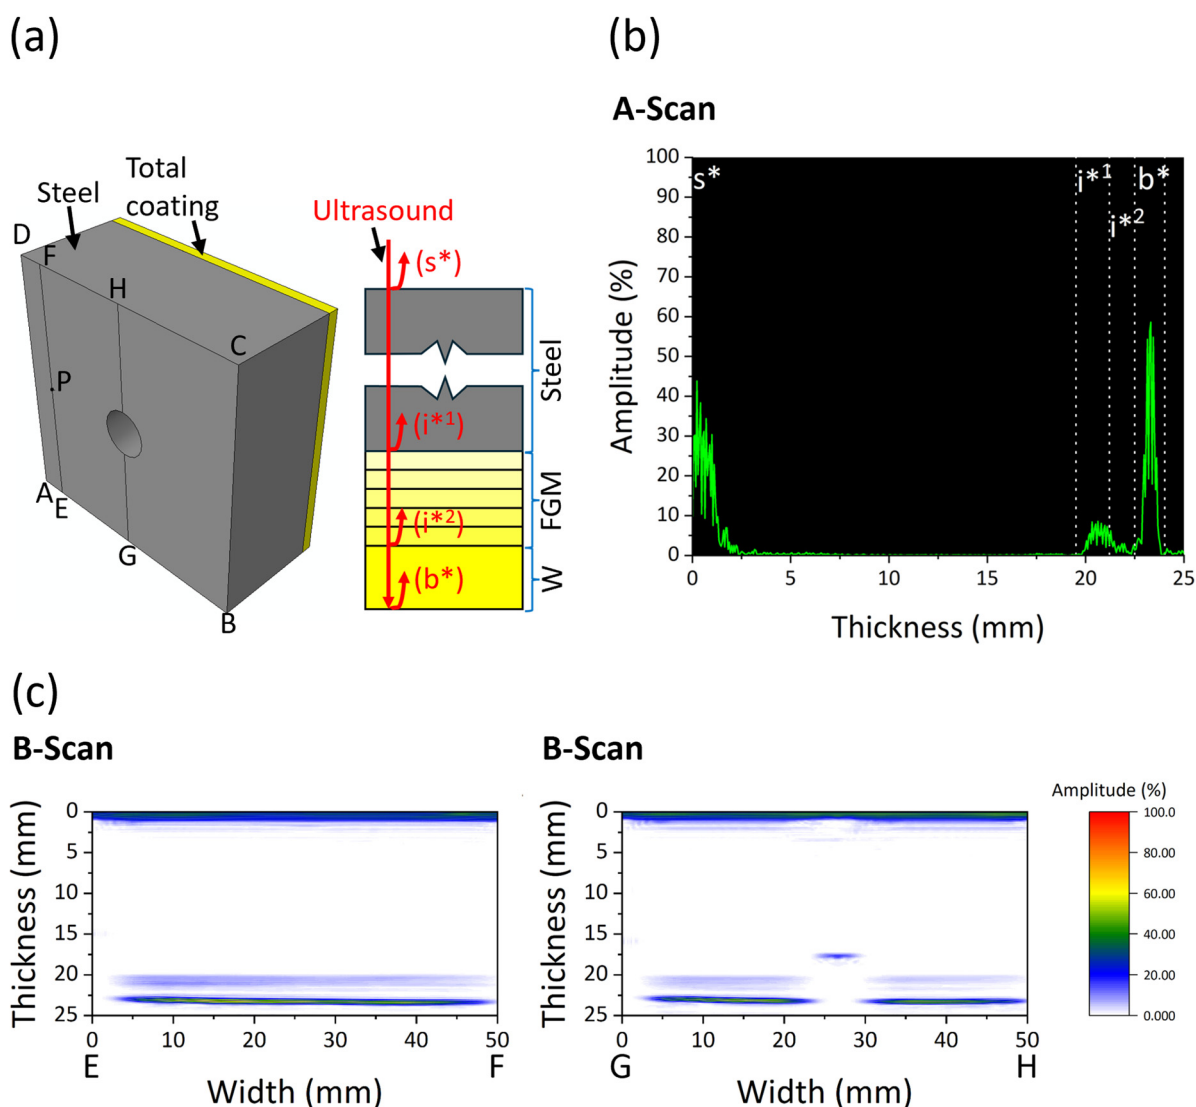 (a)
Steel
Total
coating
D
F
H
C
P
A
E
G
B
Ultrasound
(s*)
(i*1)
(i*2)
(b*)
Steel
FGM
W
(b)
A-Scan
100
90
80
70
60
50
40
30
20
10
0
Amplitude (%)
s*
i*1
i*2
b*
0 5 10 15 20 25
Thickness (mm)
(c)
B-Scan
0
5
10
15
20
25
Thickness (mm)
0 10 20 30 40 50
E F
Width (mm)
B-Scan
0
5
10
15
20
25
Thickness (mm)
0 10 20 30 40 50
G H
Width (mm)
Amplitude (%)
100.0
80.00
60.00
40.00
20.00
0.000